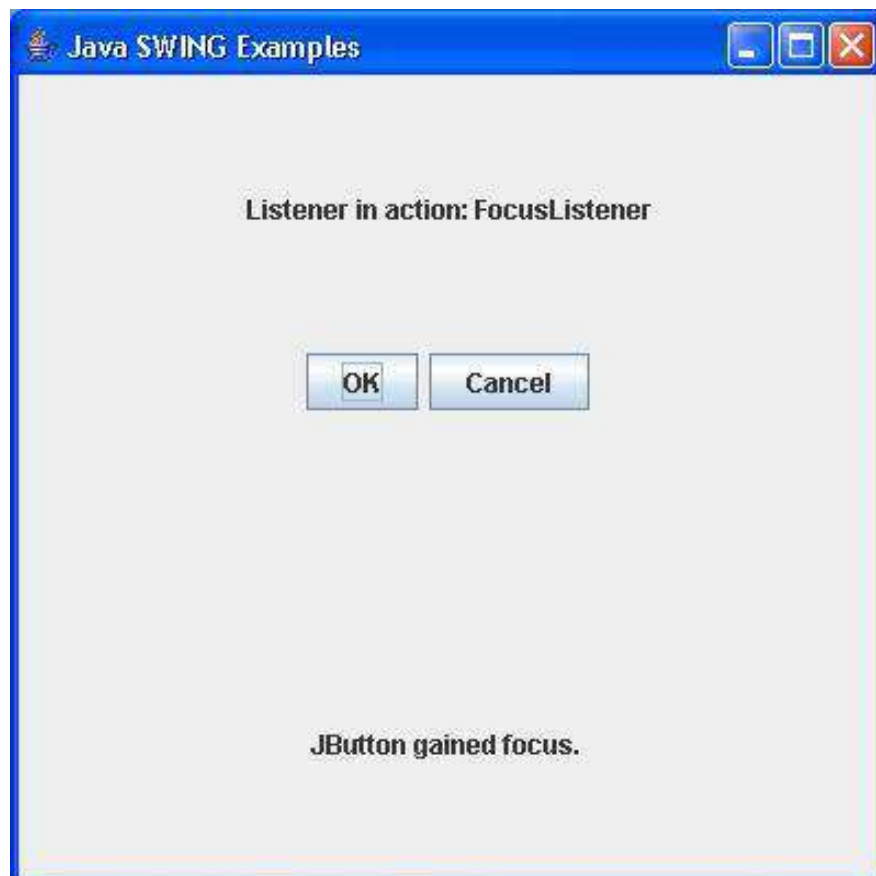 Java SWING Examples
Listener in action: FocusListener
OK Cancel
JButton gained focus.